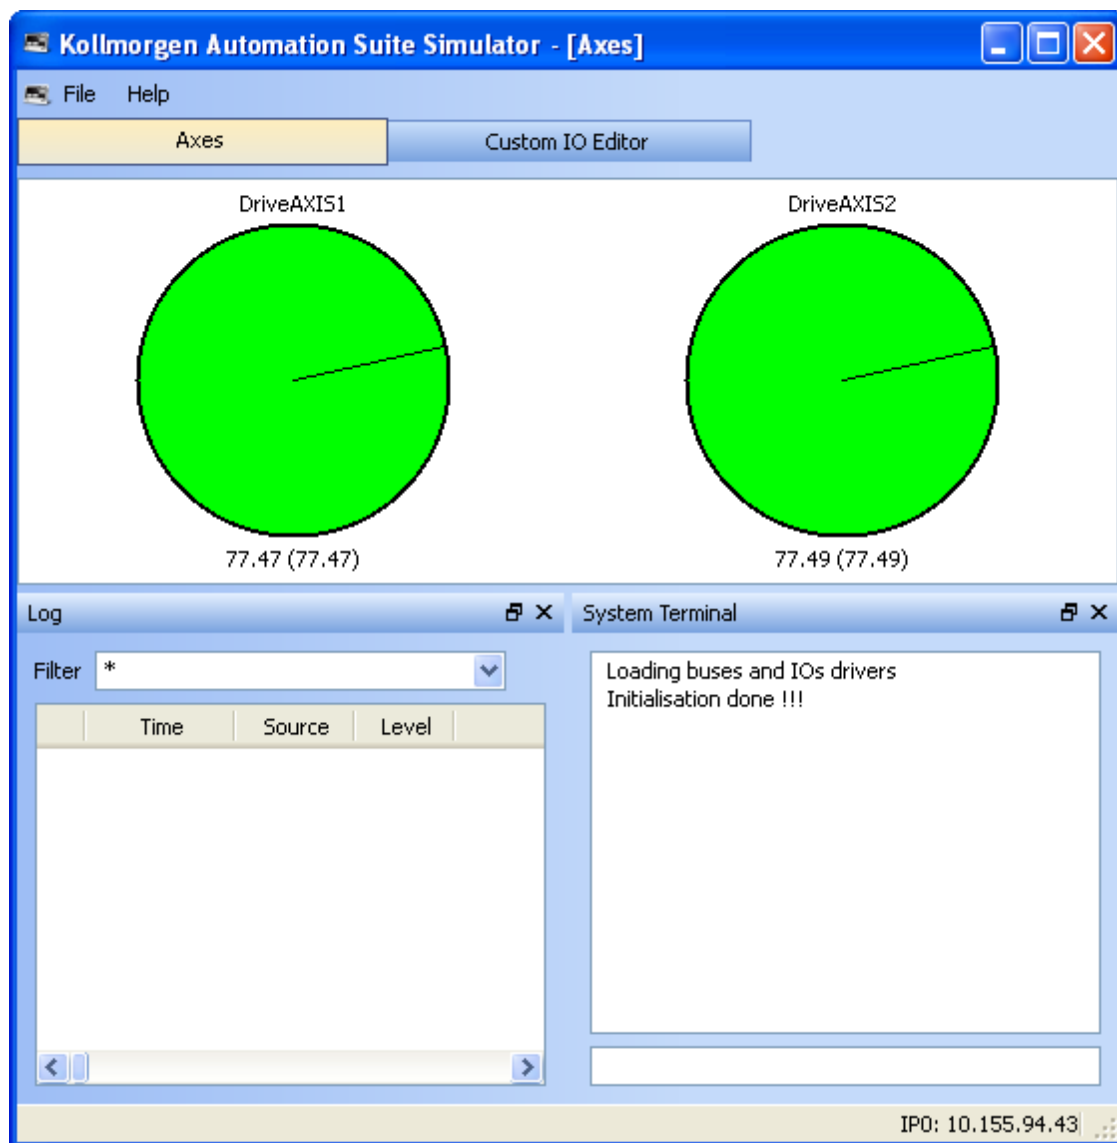 Kollmorgen Automation Suite Simulator - [Axes]
File Help
Axes Custom IO Editor
DriveAXIS1 DriveAXIS2
77.47 (77.47) 77.49 (77.49)
Log
Filter *
Time Source Level
System Terminal
Loading buses and IOs drivers
Initialisation done !!!
IP0: 10.155.94.43